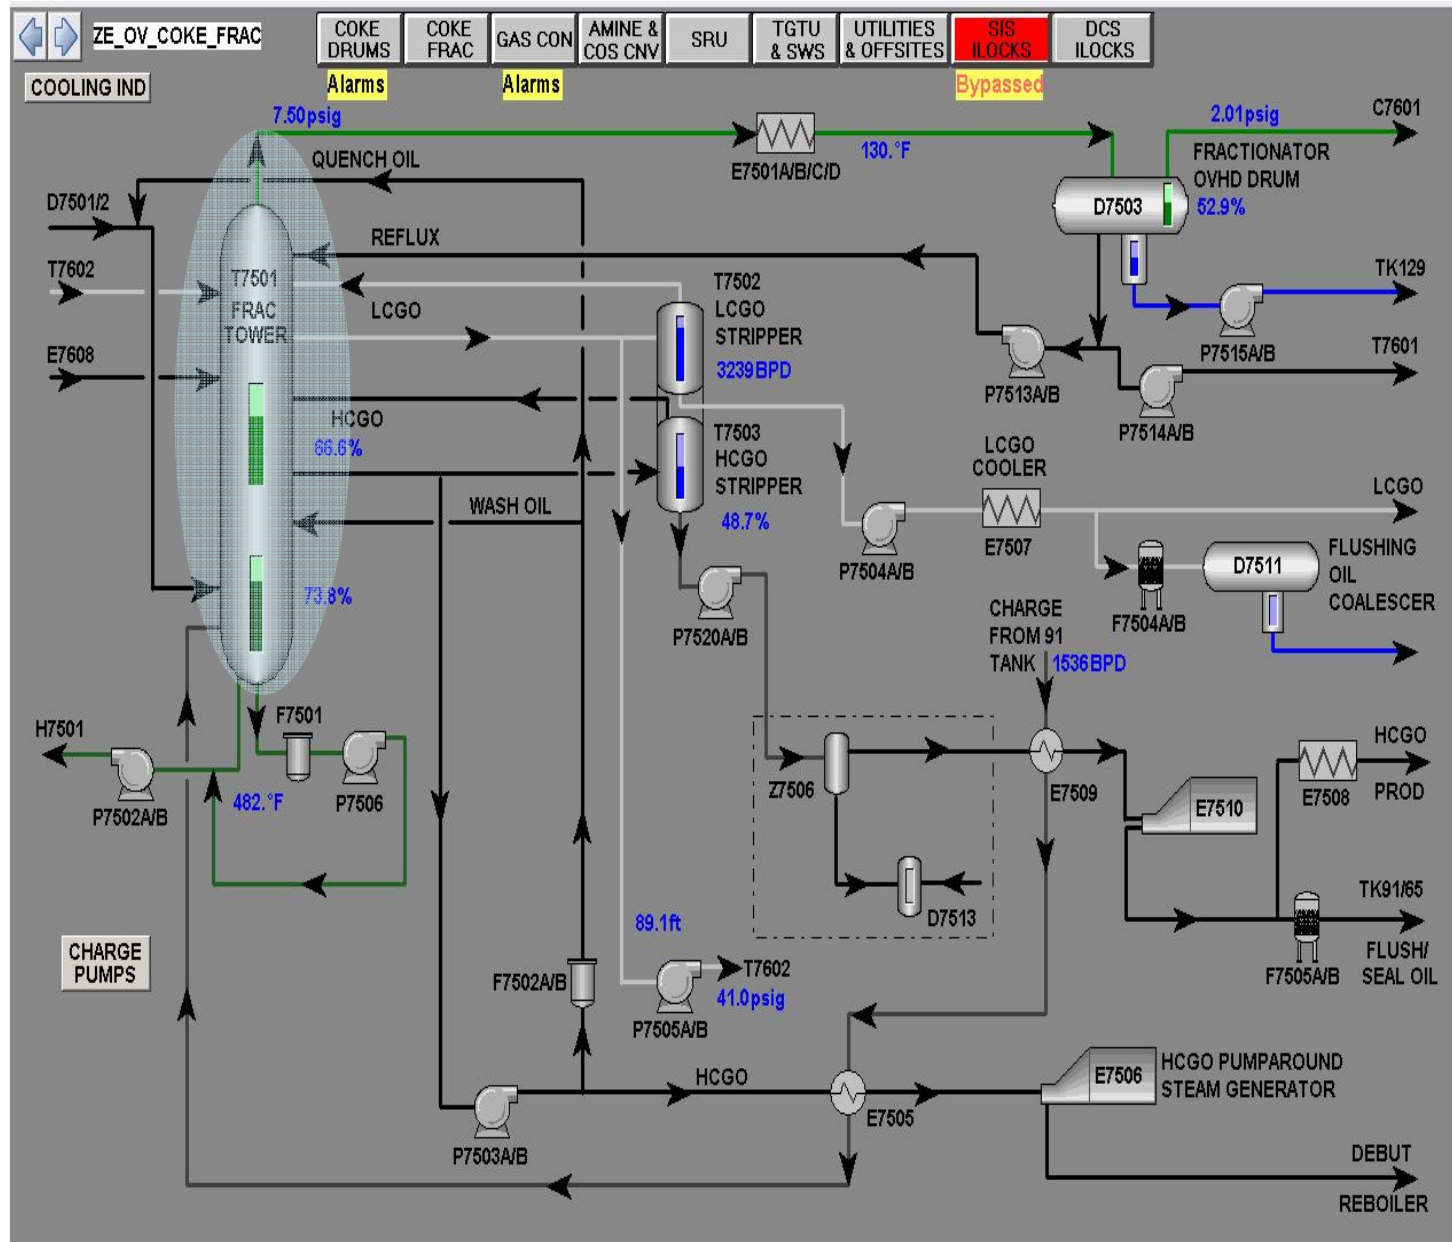 ZE_OV_COKE_FRAC
COKE
DRUMS
COKE
FRAC
GAS CON
AMINE &
COS CNV
SRU
TGTU
& SWS
UTILITIES
& OFFSITES
SIS
ILOCKS
DCS
ILOCKS
Alarms
Alarms
Bypassed
COOLING IND
7.50psig
2.01psig
C7601
130.°F
E7501A/B/C/D
FRACTIONATOR
OVHD DRUM
D7503
52.9%
QUENCH OIL
D7501/2
REFLUX
T7602
T7501
FRAC
TOWER
LCGO
T7502
LCGO
STRIPPER
3239BPD
TK129
P7515A/B
T7601
P7513A/B
P7514A/B
E7608
HCGO
66.6%
T7503
HCGO
STRIPPER
48.7%
WASH OIL
LCGO
COOLER
E7507
LCGO
P7504A/B
F7504A/B
D7511
FLUSHING
OIL
COALESCER
73.8%
P7520A/B
CHARGE
FROM 91
TANK
1536BPD
H7501
P7502A/B
F7501
482.°F
P7506
Z7506
D7513
E7509
E7510
E7508
HCGO
PROD
TK91/65
F7505A/B
FLUSH/
SEAL OIL
CHARGE
PUMPS
89.1ft
F7502A/B
T7602
41.0psig
P7505A/B
HCGO
P7503A/B
E7505
E7506
HCGO PUMPAROUND
STEAM GENERATOR
DEBUT
REBOILER